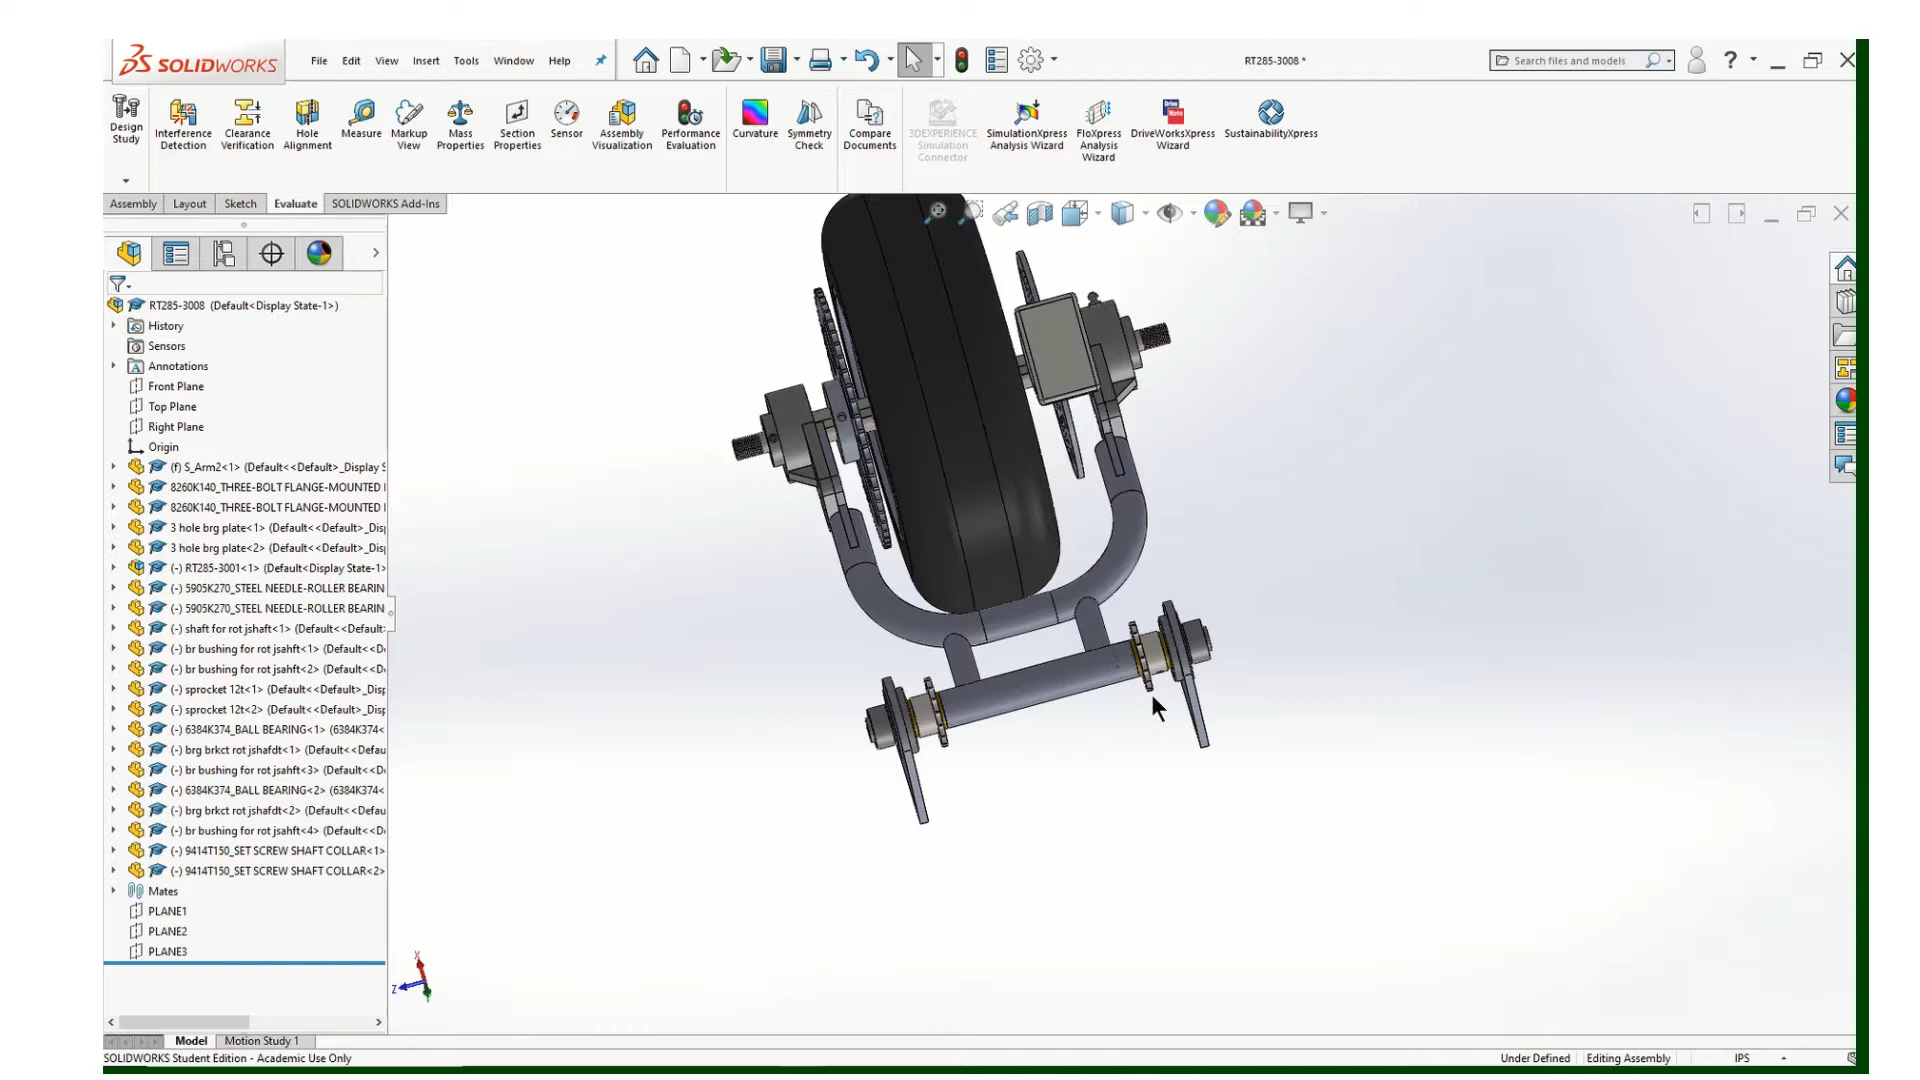 SOLIDWORKS
File Edit View Insert Tools Window Help
RT285-3008 *
Search files and models
?
Design Study
Interference Detection
Clearance Verification
Hole Alignment
Measure
Markup View
Mass Properties
Section Properties
Sensor
Assembly Visualization
Performance Evaluation
Curvature
Symmetry Check
Compare Documents
3DEXPERIENCE Simulation Connector
SimulationXpress Analysis Wizard
FloXpress Analysis Wizard
DriveWorksXpress Wizard
SustainabilityXpress
Assembly Layout Sketch Evaluate SOLIDWORKS Add-Ins
RT285-3008 (Default<Display State-1>)
History
Sensors
Annotations
Front Plane
Top Plane
Right Plane
Origin
(f) S_Arm2<1> (Default<<Default>_Display S
8260K140_THREE-BOLT FLANGE-MOUNTED
8260K140_THREE-BOLT FLANGE-MOUNTED
3 hole brg plate<1> (Default<<Default>_Disp
3 hole brg plate<2> (Default<<Default>_Disp
(-) RT285-3001<1> (Default<Display State-1>
(-) 5905K270_STEEL NEEDLE-ROLLER BEARIN
(-) 5905K270_STEEL NEEDLE-ROLLER BEARIN
(-) shaft for rot jshaft<1> (Default<<Default:
(-) br bushing for rot jsahft<1> (Default<<D
(-) br bushing for rot jsahft<2> (Default<<D
(-) sprocket 12t<1> (Default<<Default>_Disp
(-) sprocket 12t<2> (Default<<Default>_Disp
(-) 6384K374_BALL BEARING<1> (6384K374<
(-) brg brkct rot jshafdt<1> (Default<<Defau
(-) br bushing for rot jsahft<3> (Default<<D
(-) 6384K374_BALL BEARING<2> (6384K374<
(-) brg brkct rot jshafdt<2> (Default<<Defau
(-) br bushing for rot jsahft<4> (Default<<D
(-) 9414T150_SET SCREW SHAFT COLLAR<1>
(-) 9414T150_SET SCREW SHAFT COLLAR<2>
Mates
PLANE1
PLANE2
PLANE3
X
Z
Model Motion Study 1
SOLIDWORKS Student Edition - Academic Use Only
Under Defined Editing Assembly IPS